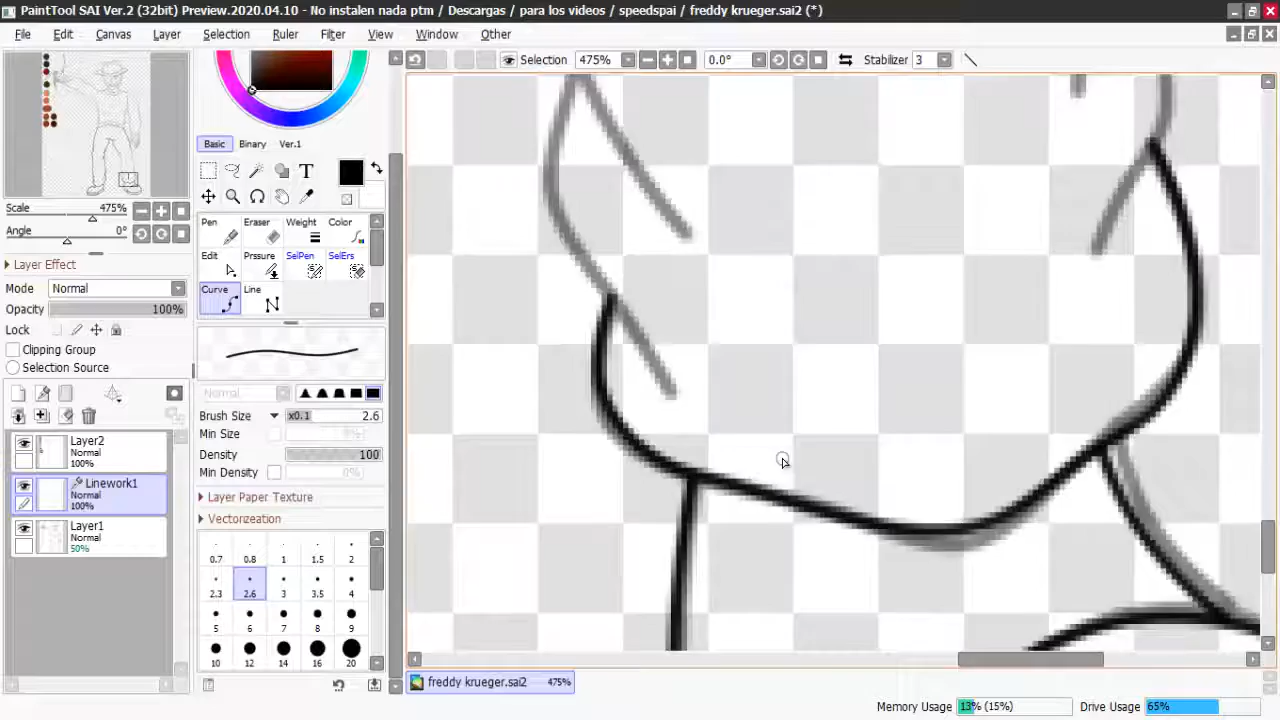 PaintTool SAI Ver.2 (32bit) Preview.2020.04.10 - No instalen nada ptm / Descargas / para los videos / speedspai / freddy krueger.sai2 (*)
File Edit Canvas Layer Selection Ruler Filter View Window Other
Selection 475% 0.0° Stabilizer 3
Basic Binary Ver.1
Scale 475%
Angle 0°
Layer Effect
Mode Normal
Opacity 100%
Lock
Clipping Group
Selection Source
T
Pen Eraser Weight Color
Edit Prssure SelPen SelErs
Curve Line
Normal
Brush Size x0.1 2.6
Min Size 0%
Density 100
Min Density 0%
Layer Paper Texture
Vectorization
0.7 0.8 1 1.5 2
2.3 2.6 3 3.5 4
5 6 7 8 9
10 12 14 16 20
Layer2
Normal
100%
Linework1
Normal
100%
Layer1
Normal
50%
freddy krueger.sai2 475%
Memory Usage 13% (15%) Drive Usage 65%